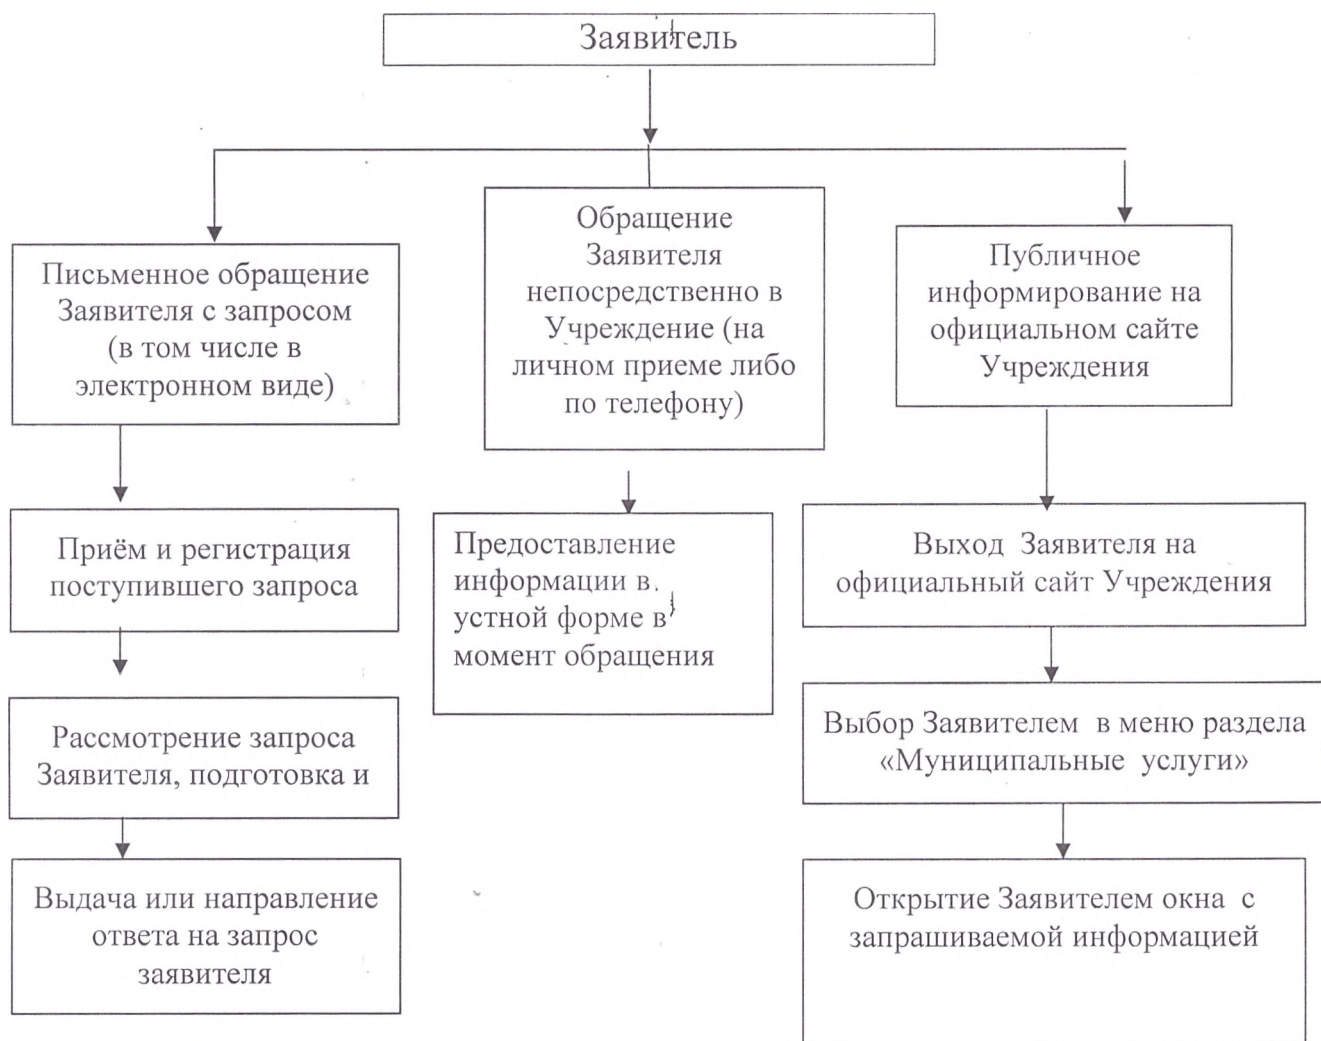 Заявитель
Письменное обращение
Заявителя с запросом
(в том числе в
электронном виде)
Обращение
Заявителя
непосредственно в
Учреждение (на
личном приеме либо
по телефону)
Публичное
информирование на
официальном сайте
Учреждения
Приём и регистрация
поступившего запроса
Предоставление
информации в
устной форме в
момент обращения
Выход Заявителя на
официальный сайт Учреждения
Рассмотрение запроса
Заявителя, подготовка и
Выбор Заявителем в меню раздела
«Муниципальные услуги»
Выдача или направление
ответа на запрос
заявителя
Открытие Заявителем окна с
запрашиваемой информацией